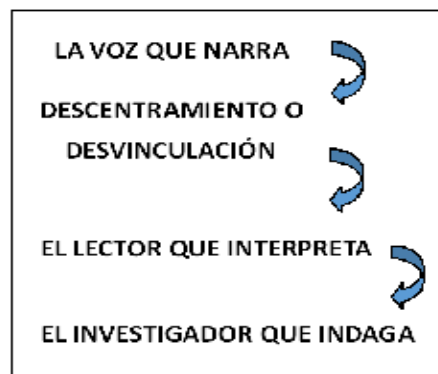 LA VOZ QUE NARRA
DESCENTRAMIENTO O
DESVINCULACIÓN
EL LECTOR QUE INTERPRETA
EL INVESTIGADOR QUE INDAGA